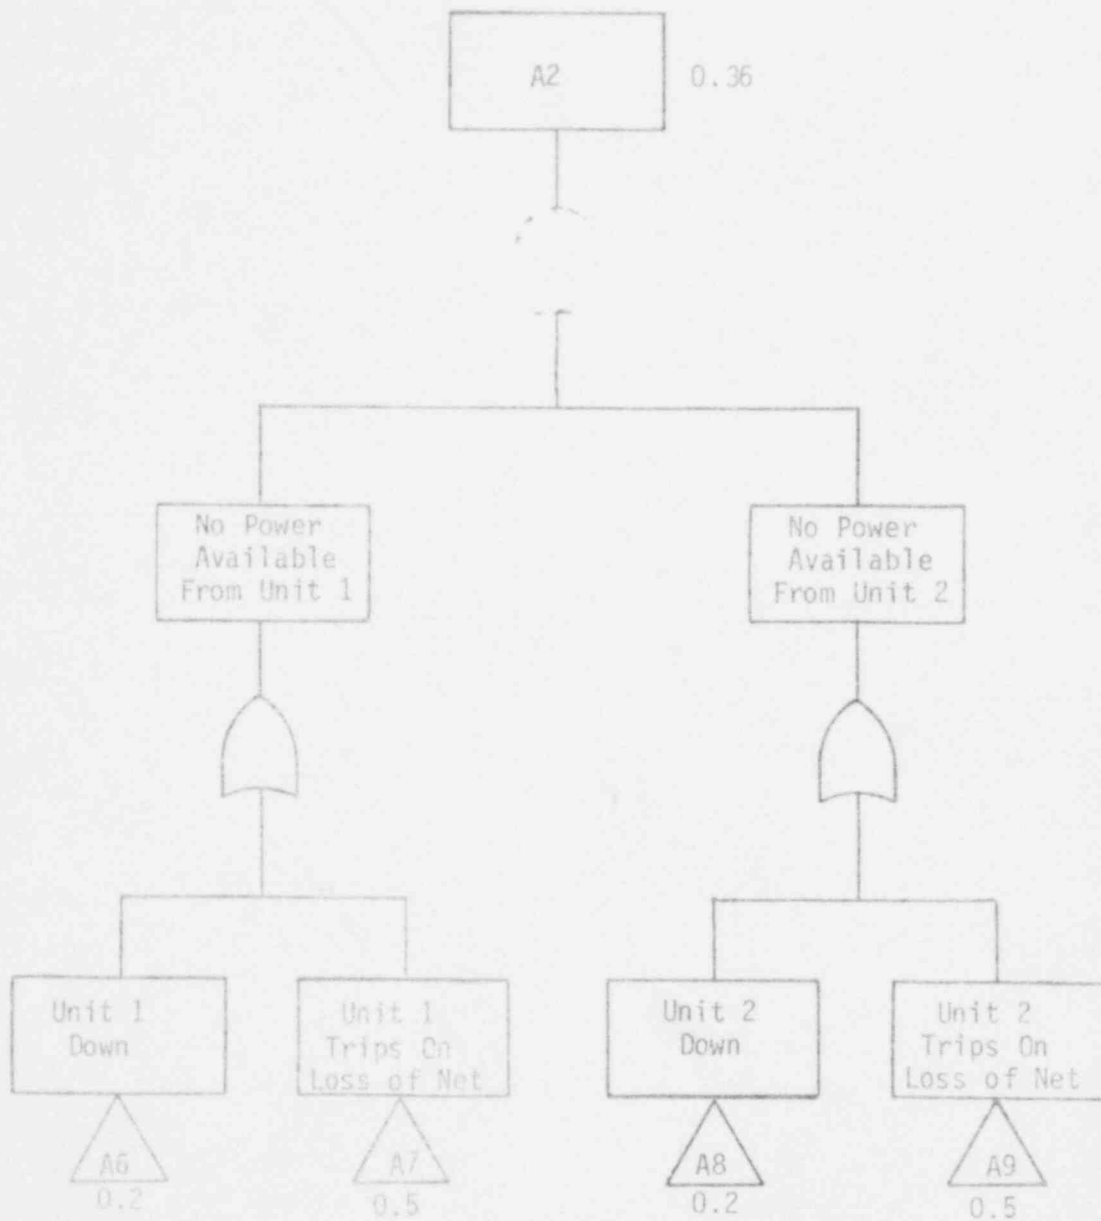 A2
0.36
No Power
Available
From Unit 1
No Power
Available
From Unit 2
Unit 1
Down
Unit 1
Trips On
Loss of Net
Unit 2
Down
Unit 2
Trips On
Loss of Net
A6
0.2
A7
0.5
A8
0.2
A9
0.5